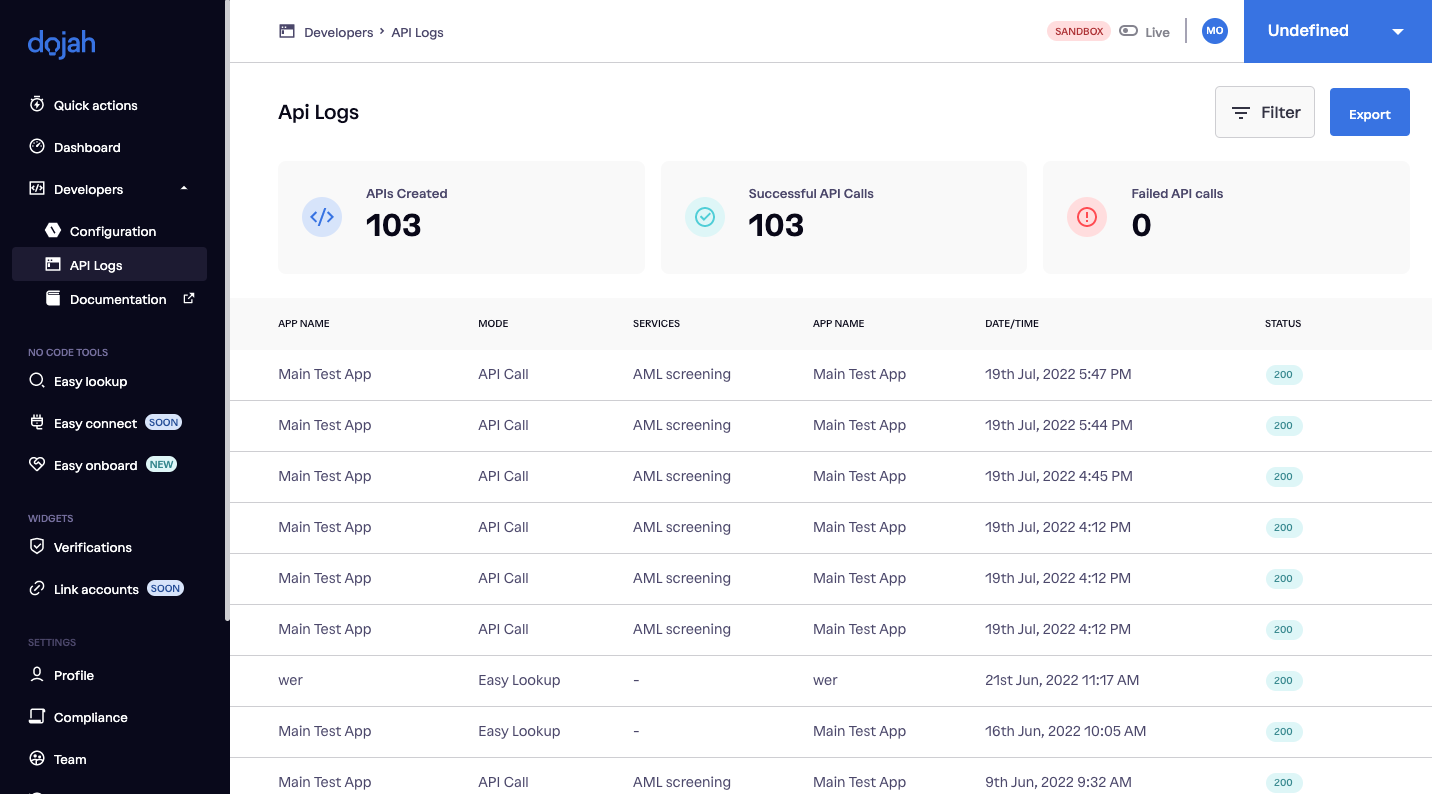 dojah
Quick actions
Dashboard
Developers
Configuration
API Logs
Documentation
NO CODE TOOLS
Easy lookup
Easy connect SOON
Easy onboard NEW
WIDGETS
Verifications
Link accounts SOON
SETTINGS
Profile
Compliance
Team
Developers > API Logs
SANDBOX Live MO Undefined
Api Logs
Filter Export
APIs Created
103
Successful API Calls
103
Failed API calls
0
APP NAME MODE SERVICES APP NAME DATE/TIME STATUS
Main Test App API Call AML screening Main Test App 19th Jul, 2022 5:47 PM 200
Main Test App API Call AML screening Main Test App 19th Jul, 2022 5:44 PM 200
Main Test App API Call AML screening Main Test App 19th Jul, 2022 4:45 PM 200
Main Test App API Call AML screening Main Test App 19th Jul, 2022 4:12 PM 200
Main Test App API Call AML screening Main Test App 19th Jul, 2022 4:12 PM 200
Main Test App API Call AML screening Main Test App 19th Jul, 2022 4:12 PM 200
wer Easy Lookup - wer 21st Jun, 2022 11:17 AM 200
Main Test App Easy Lookup - Main Test App 16th Jun, 2022 10:05 AM 200
Main Test App API Call AML screening Main Test App 9th Jun, 2022 9:32 AM 200